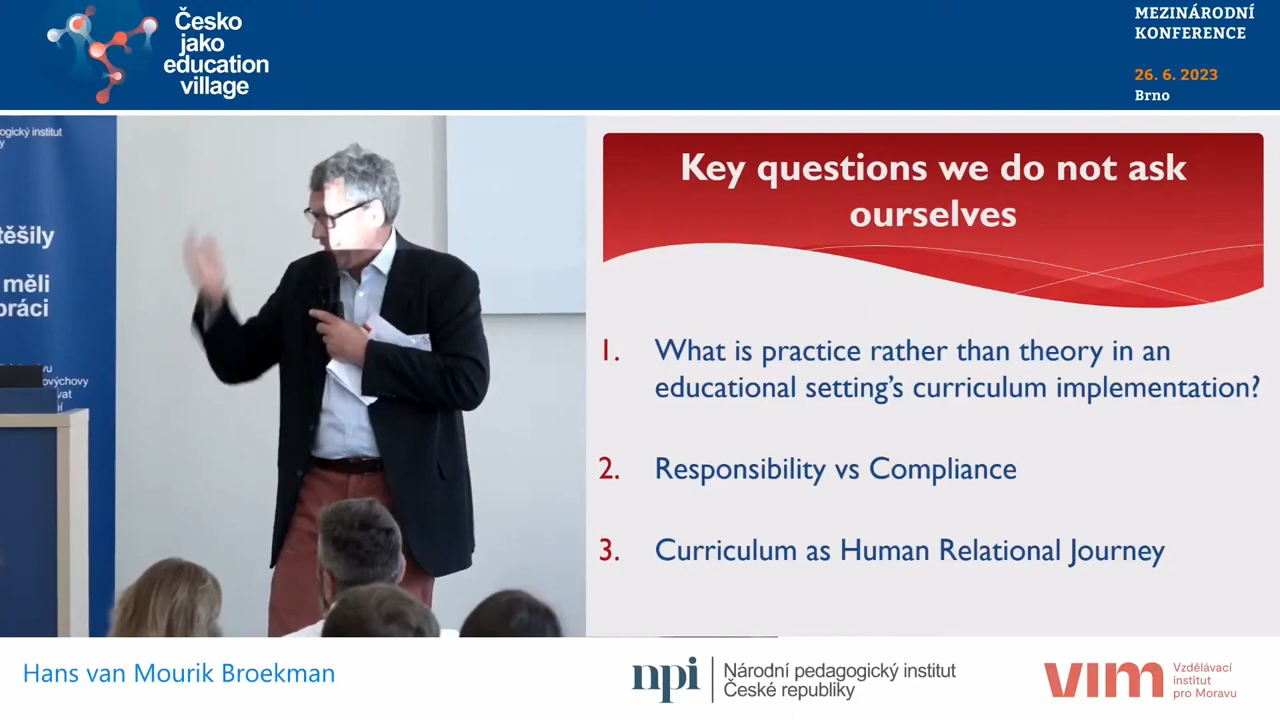 Česko
jako
education
village
MEZINÁRODNÍ
KONFERENCE
26. 6. 2023
Brno
ogický institut
těšily
měli
práci
Key questions we do not ask
ourselves
1. What is practice rather than theory in an
educational setting's curriculum implementation?
2. Responsibility vs Compliance
3. Curriculum as Human Relational Journey
Hans van Mourik Broekman
npi
Národní pedagogický institut
České republiky
vim
Vzdělávací
institut
pro Moravu